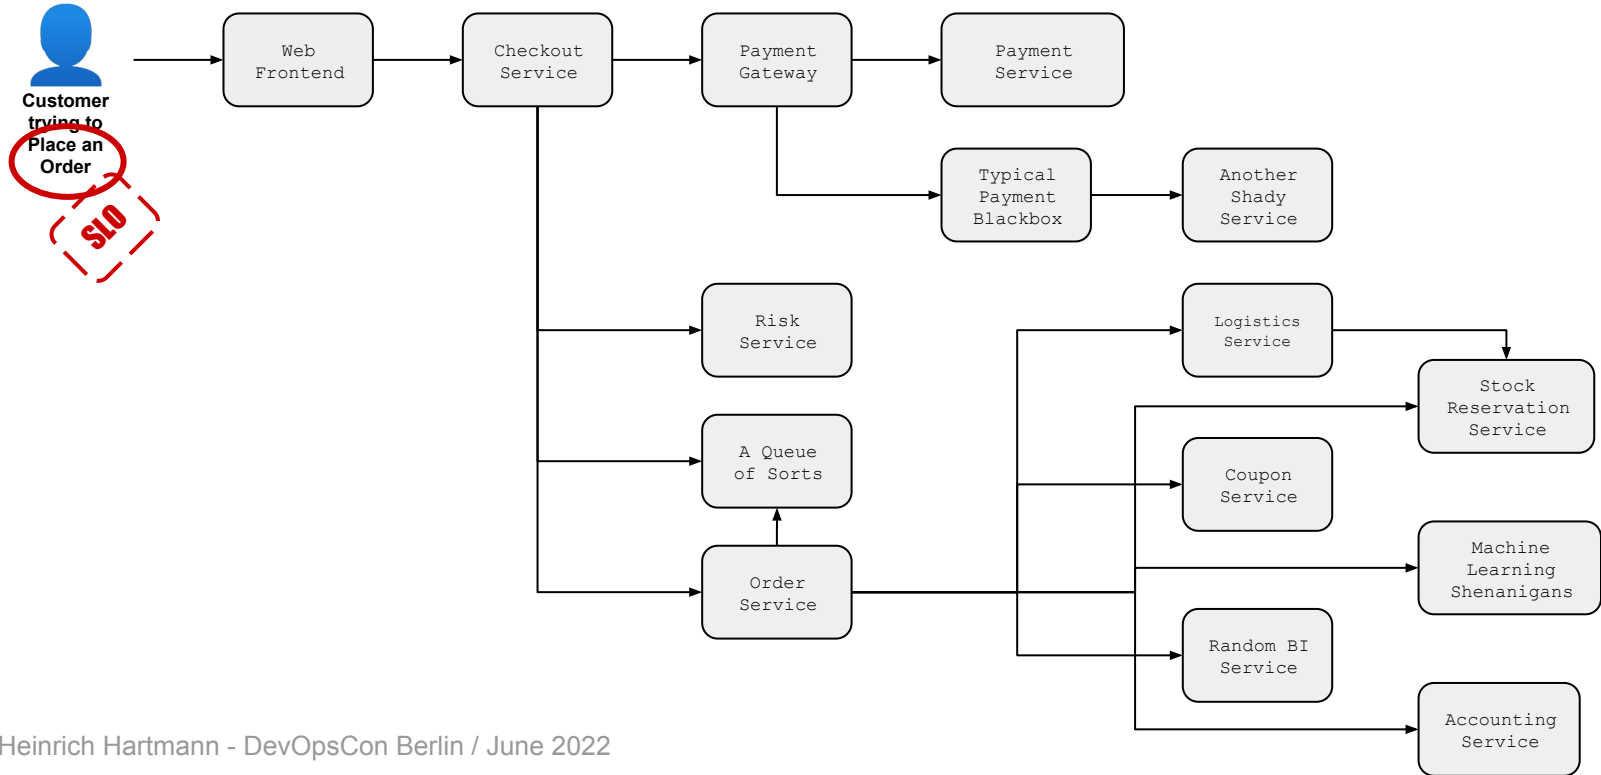 Customer
trying to
Place an
Order
SLO
Web
Frontend
Checkout
Service
Payment
Gateway
Payment
Service
Typical
Payment
Blackbox
Another
Shady
Service
Risk
Service
Logistics
Service
Stock
Reservation
Service
A Queue
of Sorts
Coupon
Service
Order
Service
Machine
Learning
Shenanigans
Random BI
Service
Accounting
Service
Heinrich Hartmann - DevOpsCon Berlin / June 2022